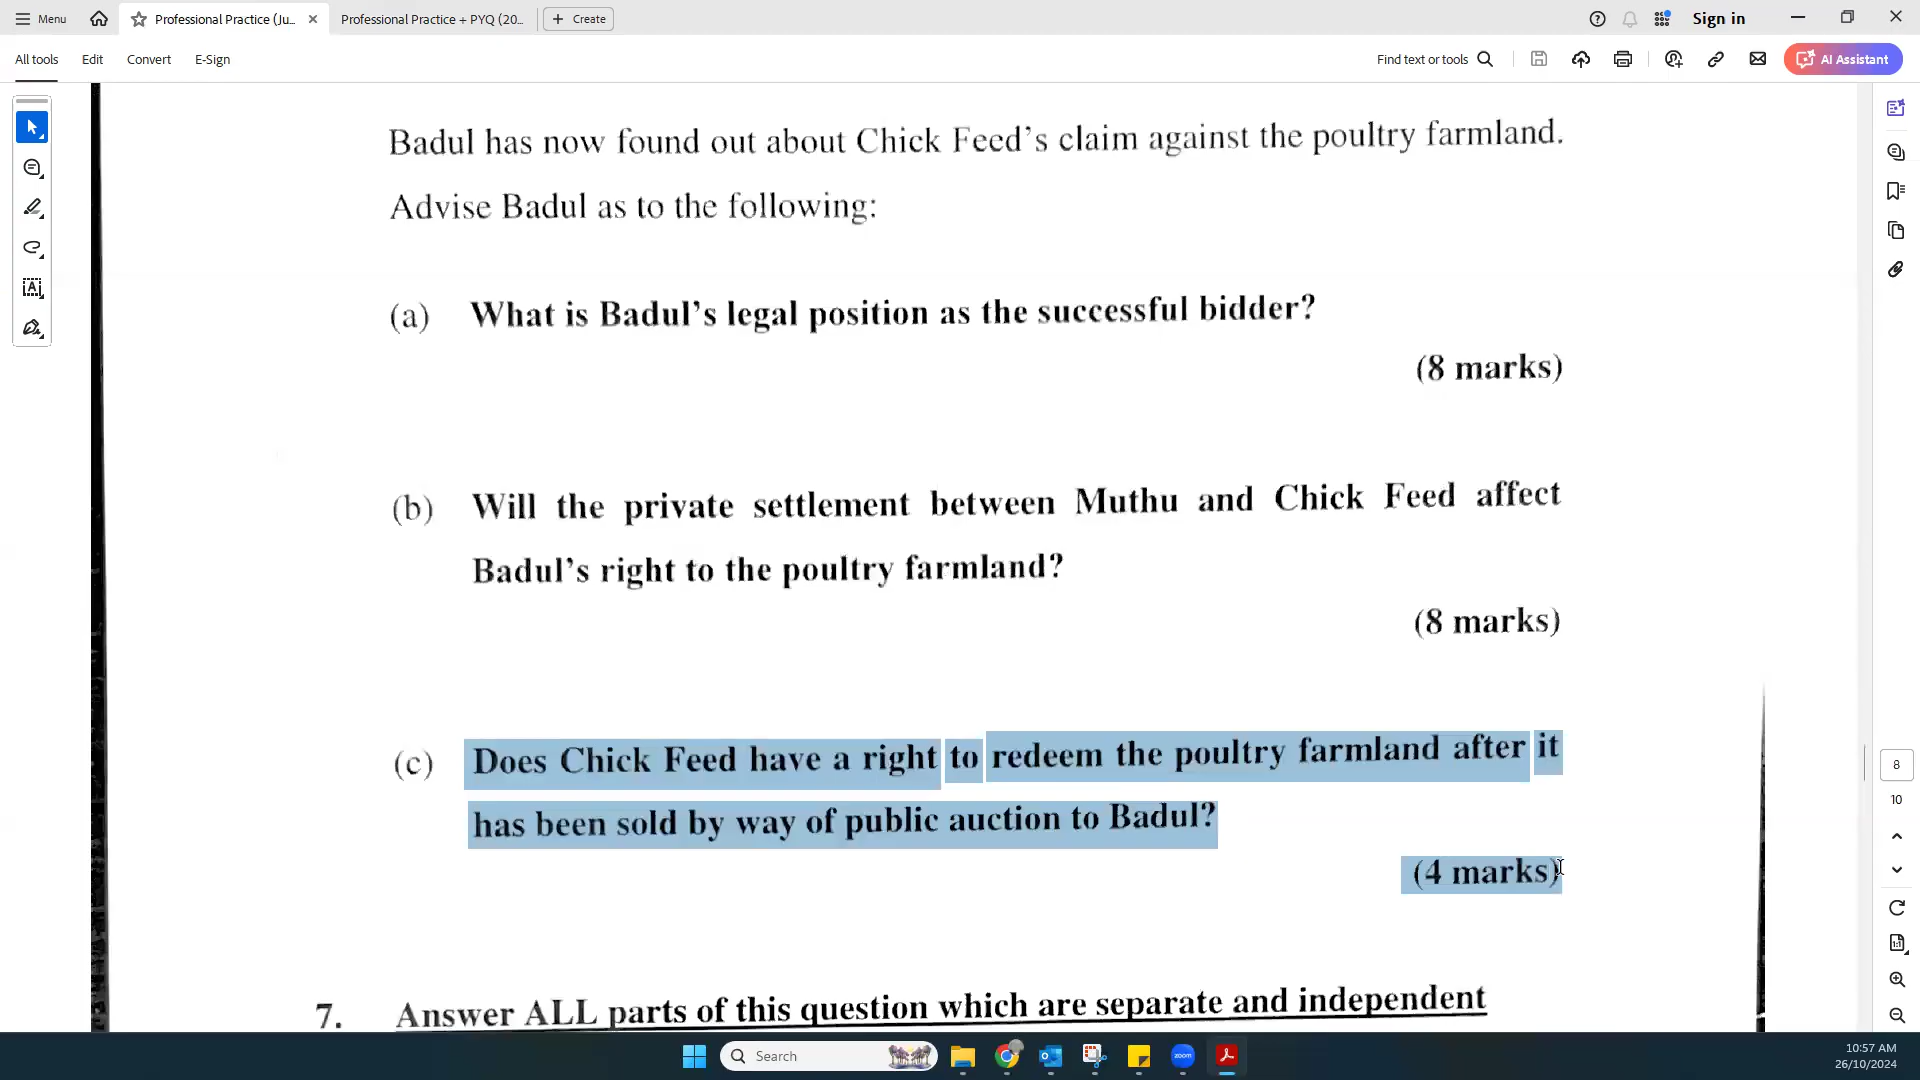 Menu
Professional Practice (Ju...
Professional Practice + PYQ (20...
Create
Sign in
All tools
Edit
Convert
E-Sign
Find text or tools
AI Assistant
Badul has now found out about Chick Feed's claim against the poultry farmland.
Advise Badul as to the following:
(a) What is Badul's legal position as the successful bidder?
(8 marks)
(b) Will the private settlement between Muthu and Chick Feed affect
Badul's right to the poultry farmland?
(8 marks)
(c) Does Chick Feed have a right to redeem the poultry farmland after it
has been sold by way of public auction to Badul?
(4 marks)
7. Answer ALL parts of this question which are separate and independent
8
10
Search
zoom
10:57 AM
26/10/2024